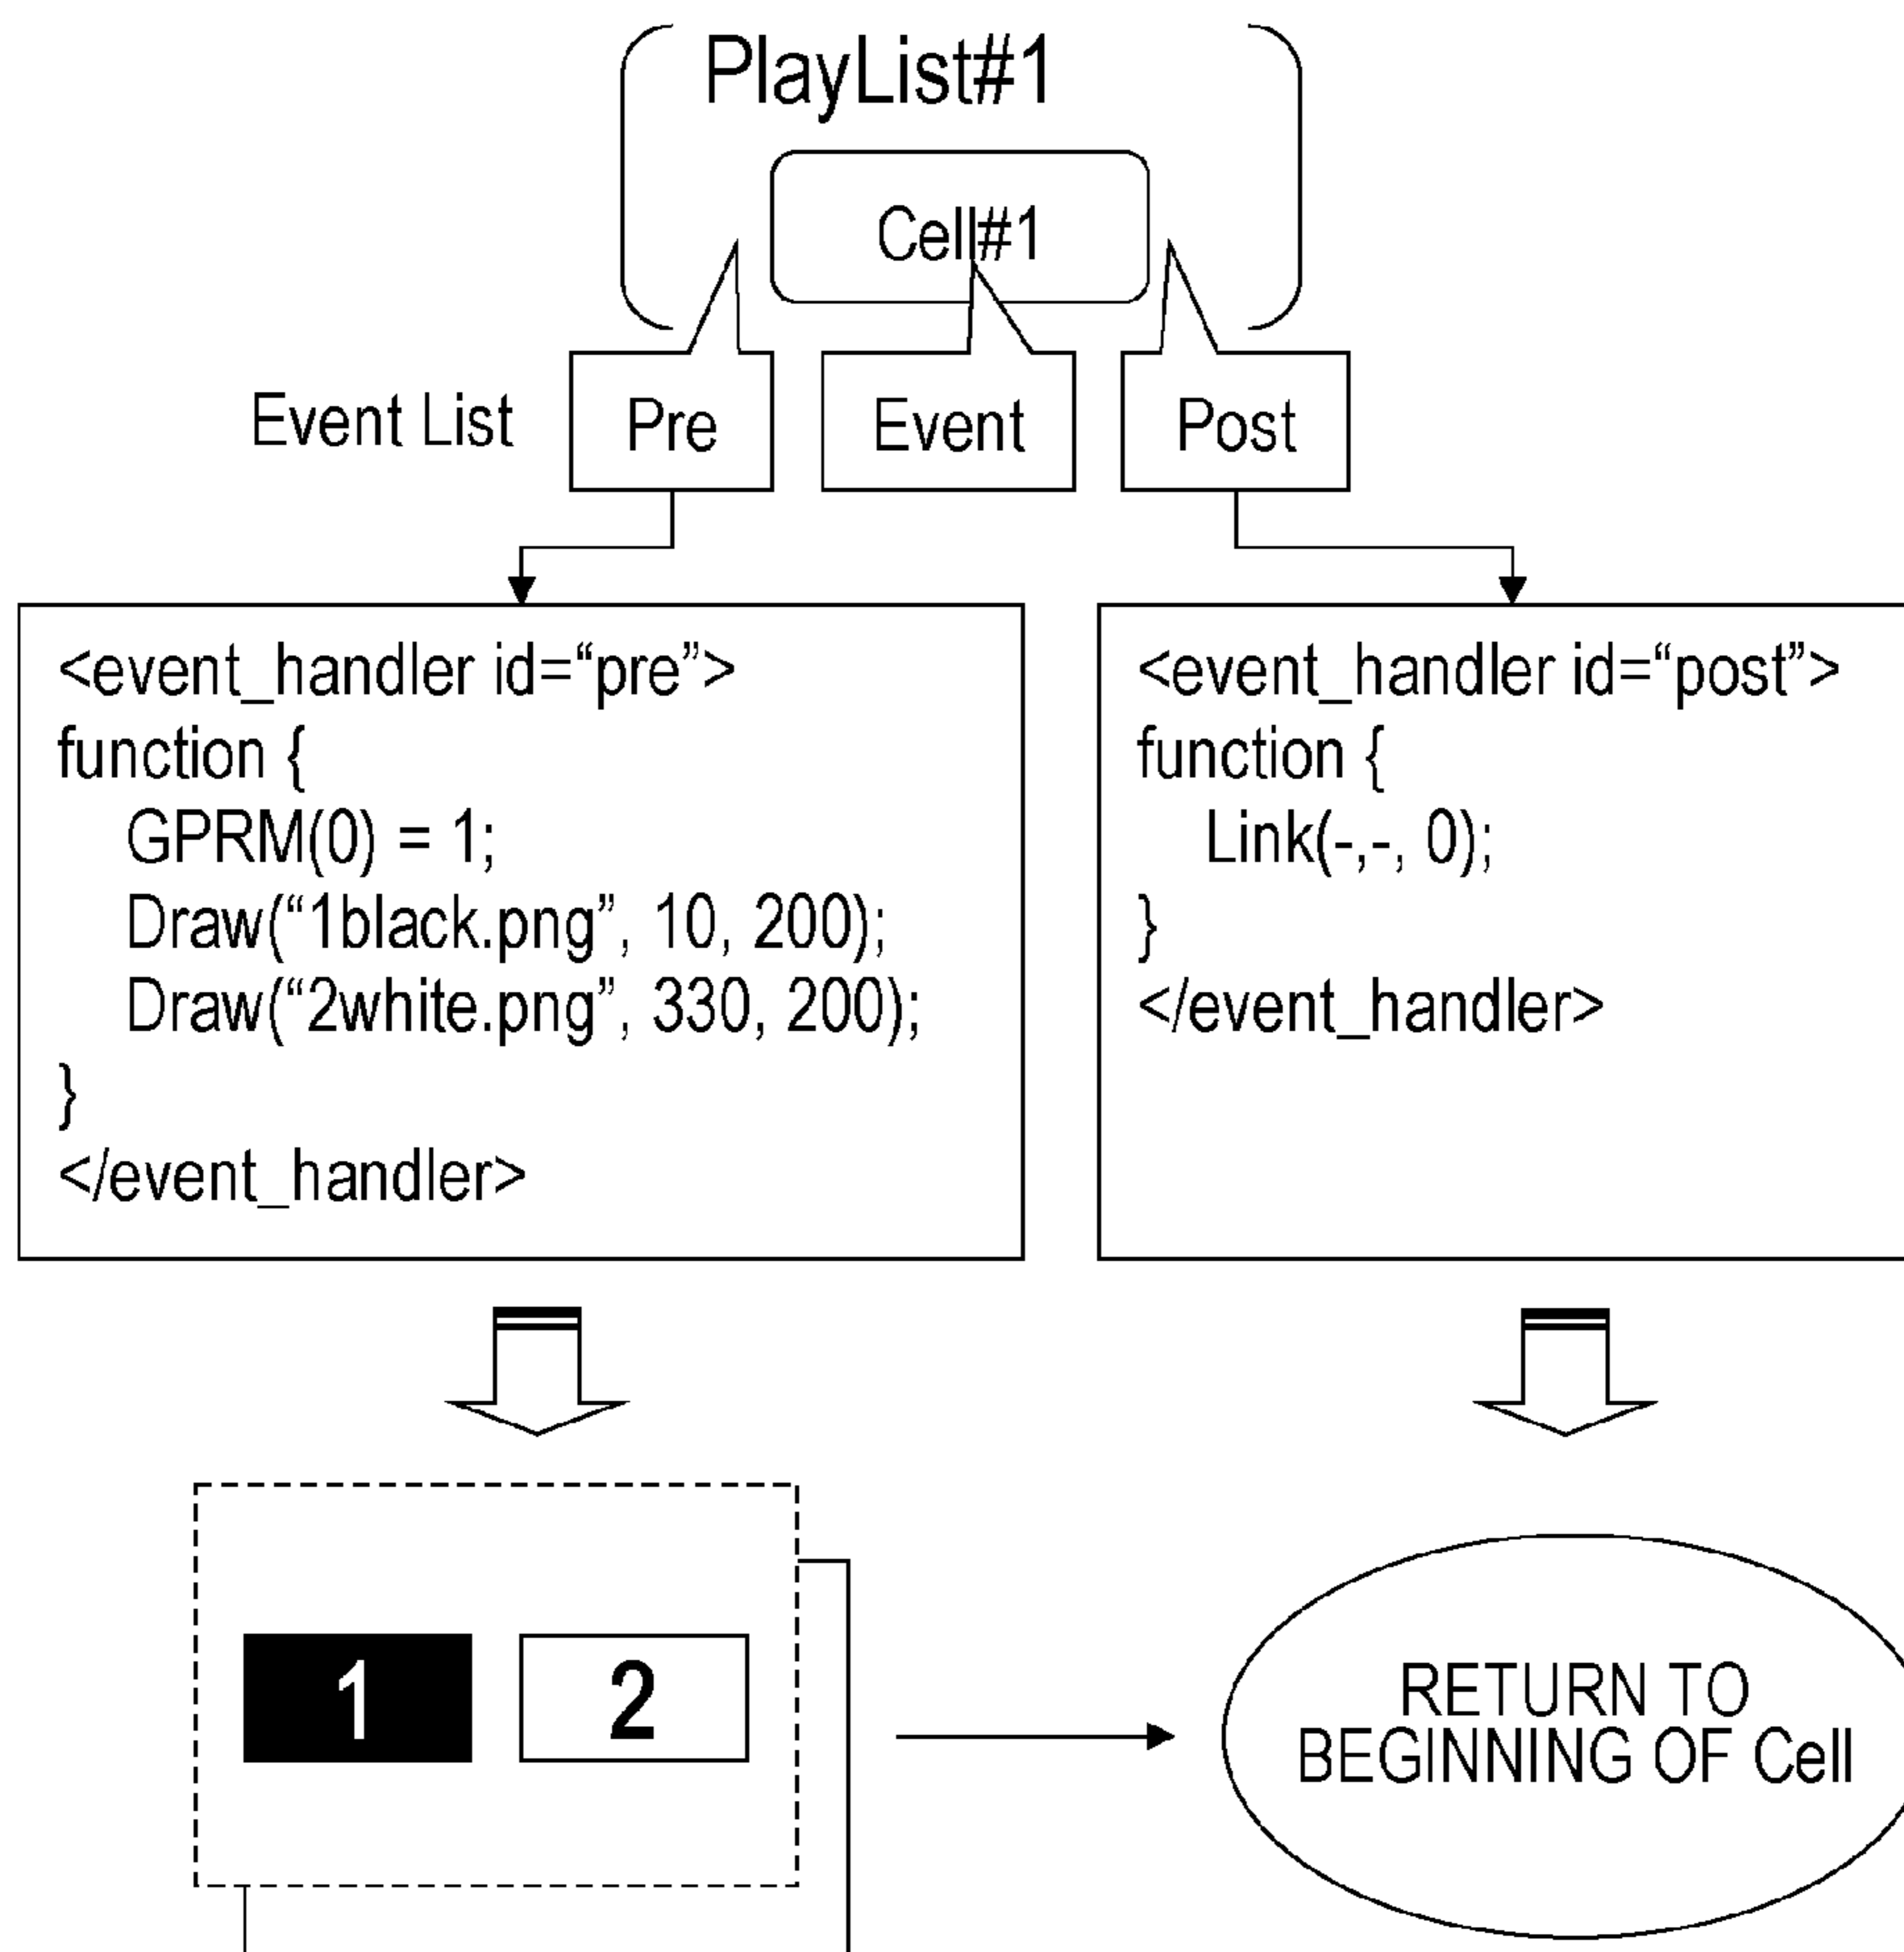 PlayList#1
Cell#1
Event List
Pre
Event
Post
<event_handler id=“pre”>
function {
GPRM(0) = 1;
Draw(“1black.png”, 10, 200);
Draw(“2white.png”, 330, 200);
}
</event_handler>
<event_handler id=“post”>
function {
Link(-,-, 0);
}
</event_handler>
1
2
RETURN TO
BEGINNING OF Cell